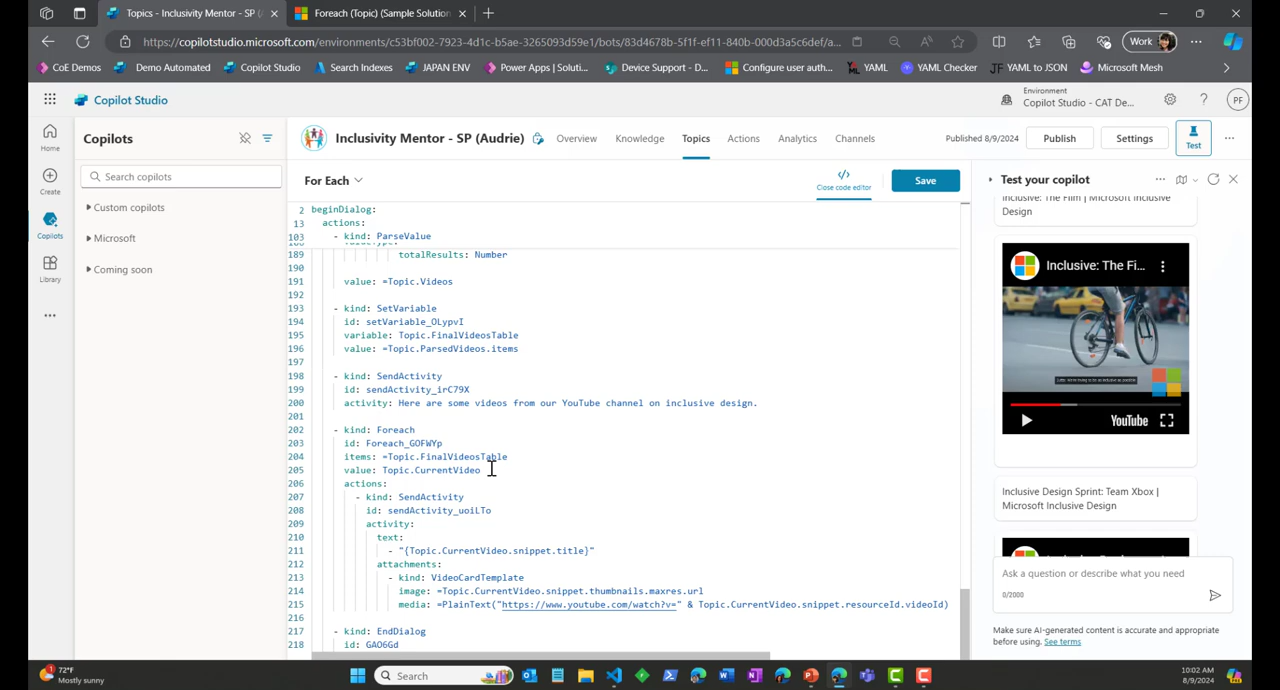 Topics - Inclusivity Mentor - SP (
Foreach (Topic) (Sample Solution
https://copilotstudio.microsoft.com/environments/c53bf002-7923-4d1c-b5ae-3265093d59e1/bots/83d4678b-5f1f-ef11-840b-000d3a5c6def/a...
Work
CoE Demos
Demo Automated
Copilot Studio
Search Indexes
JAPAN ENV
Power Apps | Soluti...
Device Support - D...
Configure user auth...
YAML
YAML Checker
JF YAML to JSON
Microsoft Mesh
Copilot Studio
Environment
Copilot Studio - CAT De...
PF
Home
Create
Copilots
Library
Copilots
Search copilots
Custom copilots
Microsoft
Coming soon
Inclusivity Mentor - SP (Audrie)
Overview
Knowledge
Topics
Actions
Analytics
Channels
Published 8/9/2024
Publish
Settings
Test
For Each
Close code editor
Save
2 beginDialog:
13 actions:
103 - kind: ParseValue
189 totalResults: Number
190
191 value: =Topic.Videos
192
193 - kind: SetVariable
194 id: setVariable_OLypvI
195 variable: Topic.FinalVideosTable
196 value: =Topic.ParsedVideos.items
197
198 - kind: SendActivity
199 id: sendActivity_irC79X
200 activity: Here are some videos from our YouTube channel on inclusive design.
201
202 - kind: Foreach
203 id: Foreach_GOFWYp
204 items: =Topic.FinalVideosTable
205 value: Topic.CurrentVideo
206 actions:
207 - kind: SendActivity
208 id: sendActivity_uoiLTo
209 activity:
210 text:
211 - "{Topic.CurrentVideo.snippet.title}"
212 attachments:
213 - kind: VideoCardTemplate
214 image: =Topic.CurrentVideo.snippet.thumbnails.maxres.url
215 media: =PlainText("https://www.youtube.com/watch?v=" & Topic.CurrentVideo.snippet.resourceId.videoId)
216
217 - kind: EndDialog
218 id: GAO6Gd
Test your copilot
Inclusive: The Film | Microsoft Inclusive
Design
Inclusive: The Fi...
YouTube
Inclusive Design Sprint: Team Xbox |
Microsoft Inclusive Design
Ask a question or describe what you need
0/2000
Make sure AI-generated content is accurate and appropriate
before using. See terms
1
72°F
Mostly sunny
Search
10:02 AM
8/9/2024